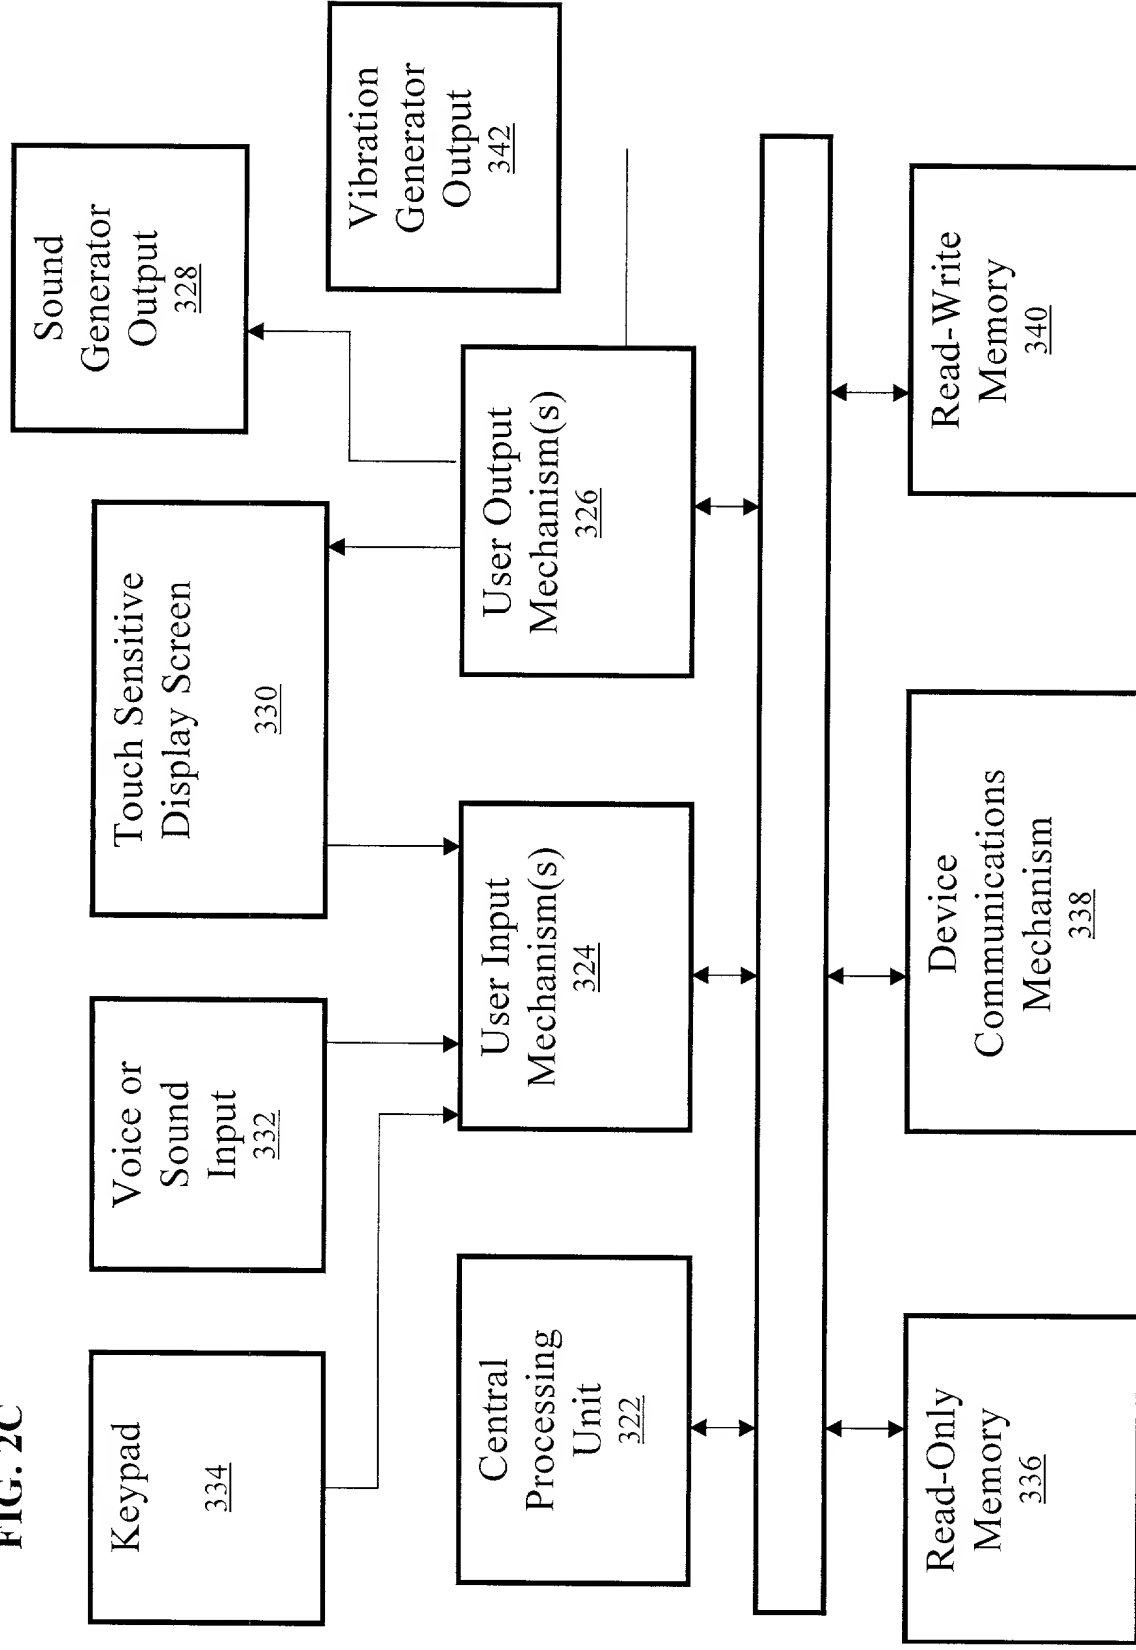 FIG. 2C
Keypad
334
Voice or
Sound
Input
332
Touch Sensitive
Display Screen
330
Sound
Generator
Output
328
Vibration
Generator
Output
342
Central
Processing
Unit
322
User Input
Mechanism(s)
324
User Output
Mechanism(s)
326
Read-Only
Memory
336
Device
Communications
Mechanism
338
Read-Write
Memory
340